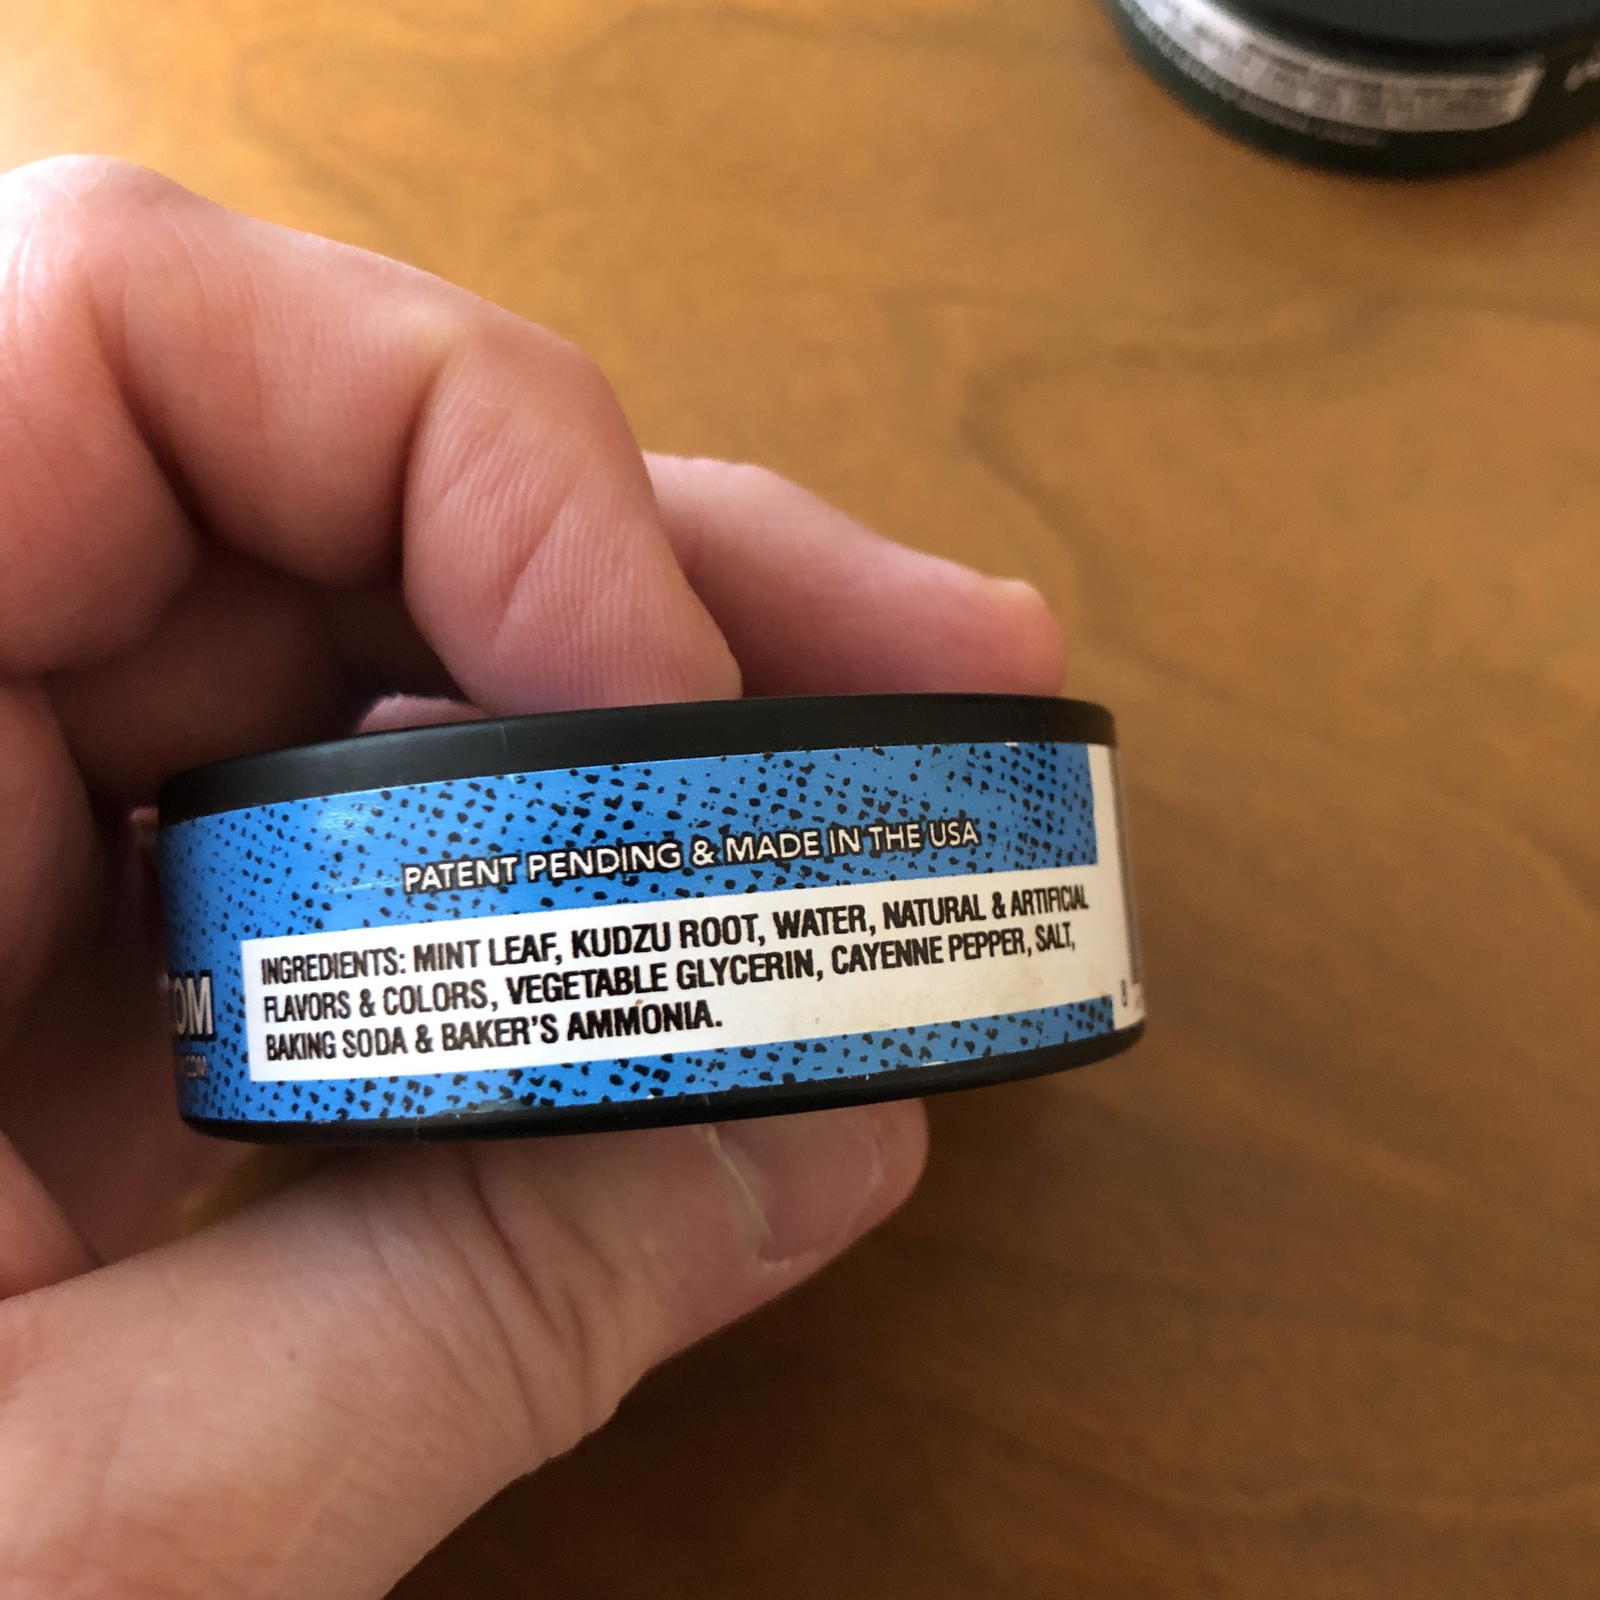 PATENT PENDING & MADE IN THE USA
INGREDIENTS: MINT LEAF, KUDZU ROOT, WATER, NATURAL & ARTIFICIAL
FLAVORS & COLORS, VEGETABLE GLYCERIN, CAYENNE PEPPER, SALT,
BAKING SODA & BAKER'S AMMONIA.
8